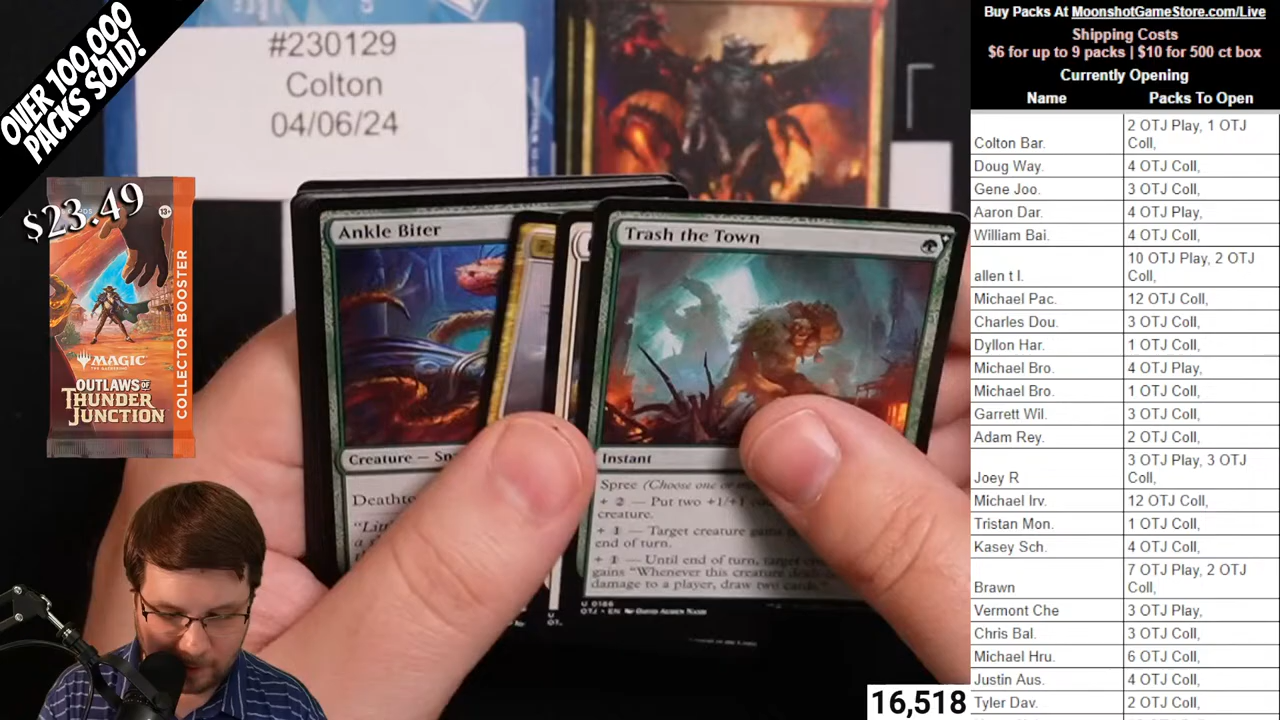 OVER 100,000
PACKS SOLD!
#230129
Colton
04/06/24
$23.49
13+
MAGIC
OUTLAWS OF
THUNDER
JUNCTION
COLLECTOR BOOSTER
Ankle Biter
Creature —
Trash the Town
Instant
Spree (Choose one or
+ 2 — Put two +1/+1
creature.
+ 1 — Target creature
end of turn.
+ 1 — Until end of turn, target
gains "Whenever this creature deals
damage to a player, draw two cards."
U 0186
OTJ • EN
Buy Packs At MoonshotGameStore.com/Live
Shipping Costs
$6 for up to 9 packs | $10 for 500 ct box
Currently Opening
Name Packs To Open
Colton Bar. 2 OTJ Play, 1 OTJ
Coll,
Doug Way. 4 OTJ Coll,
Gene Joo. 3 OTJ Coll,
Aaron Dar. 4 OTJ Play,
William Bai. 4 OTJ Coll,
allen t l. 10 OTJ Play, 2 OTJ
Coll,
Michael Pac. 12 OTJ Coll,
Charles Dou. 3 OTJ Coll,
Dyllon Har. 1 OTJ Coll,
Michael Bro. 4 OTJ Play,
Michael Bro. 1 OTJ Coll,
Garrett Wil. 3 OTJ Coll,
Adam Rey. 2 OTJ Coll,
Joey R 3 OTJ Play, 3 OTJ
Coll,
Michael Irv. 12 OTJ Coll,
Tristan Mon. 1 OTJ Coll,
Kasey Sch. 4 OTJ Coll,
Brawn 7 OTJ Play, 2 OTJ
Coll,
Vermont Che 3 OTJ Play,
Chris Bal. 3 OTJ Coll,
Michael Hru. 6 OTJ Coll,
Justin Aus. 4 OTJ Coll,
Tyler Dav. 2 OTJ Coll,
16,518